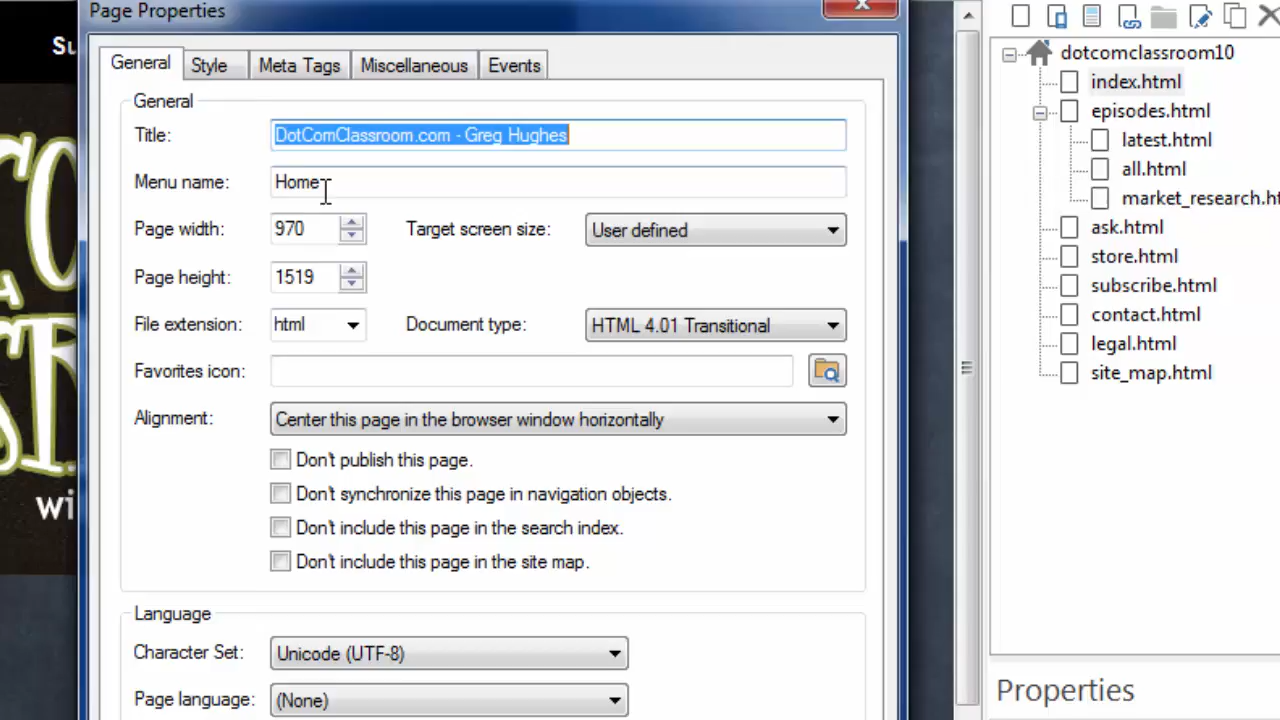 Page Properties
General
Style
Meta Tags
Miscellaneous
Events
General
Title:
DotComClassroom.com - Greg Hughes
Menu name:
Home
Page width:
970
Target screen size:
User defined
Page height:
1519
File extension:
html
Document type:
HTML 4.01 Transitional
Favorites icon:
Alignment:
Center this page in the browser window horizontally
Don't publish this page.
Don't synchronize this page in navigation objects.
Don't include this page in the search index.
Don't include this page in the site map.
Language
Character Set:
Unicode (UTF-8)
Page language:
(None)
dotcomclassroom10
index.html
episodes.html
latest.html
all.html
market_research.ht
ask.html
store.html
subscribe.html
contact.html
legal.html
site_map.html
Properties